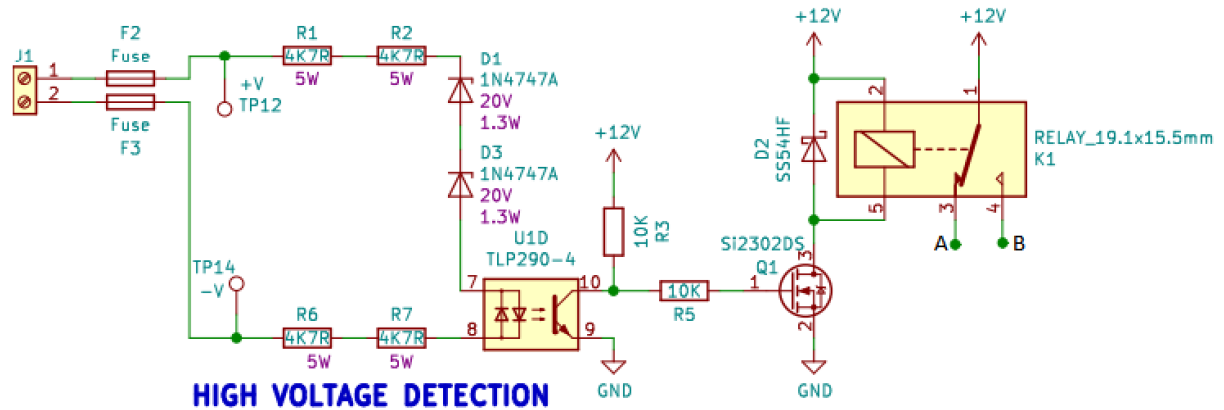 J1
1
2
F2
Fuse
Fuse
F3
+V
TP12
R1
4K7R
5W
R2
4K7R
5W
D1
1N4747A
20V
1.3W
D3
1N4747A
20V
1.3W
TP14
-V
R6
4K7R
5W
R7
4K7R
5W
U1D
TLP290-4
7
8
10
9
+12V
10K
R3
GND
10K
R5
Si2302DS
Q1
1
3
2
GND
+12V
D2
SS54HF
+12V
2
1
5
3
4
RELAY_19.1x15.5mm
K1
A
B
HIGH VOLTAGE DETECTION